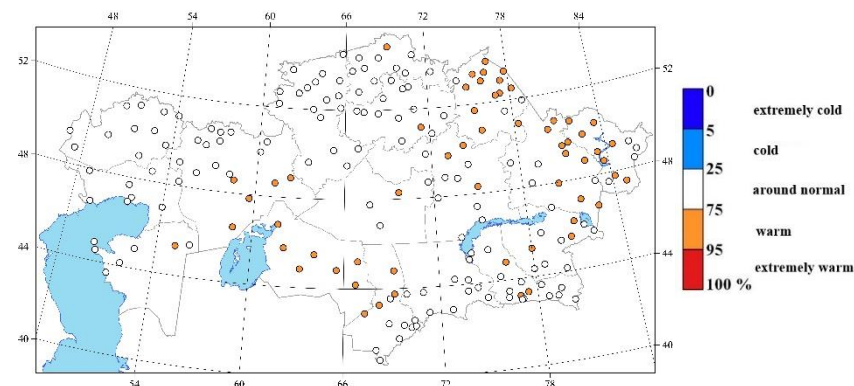 48 54 60 66 72 78 84
52 52
48 48
44 44
40 40
54 60 66 72 78
0
extremely cold
5
cold
25
around normal
75
warm
95
extremely warm
100 %